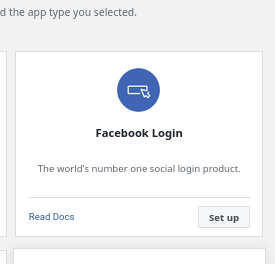 d the app type you selected.
Facebook Login
The world's number one social login product.
Read Docs
Set up